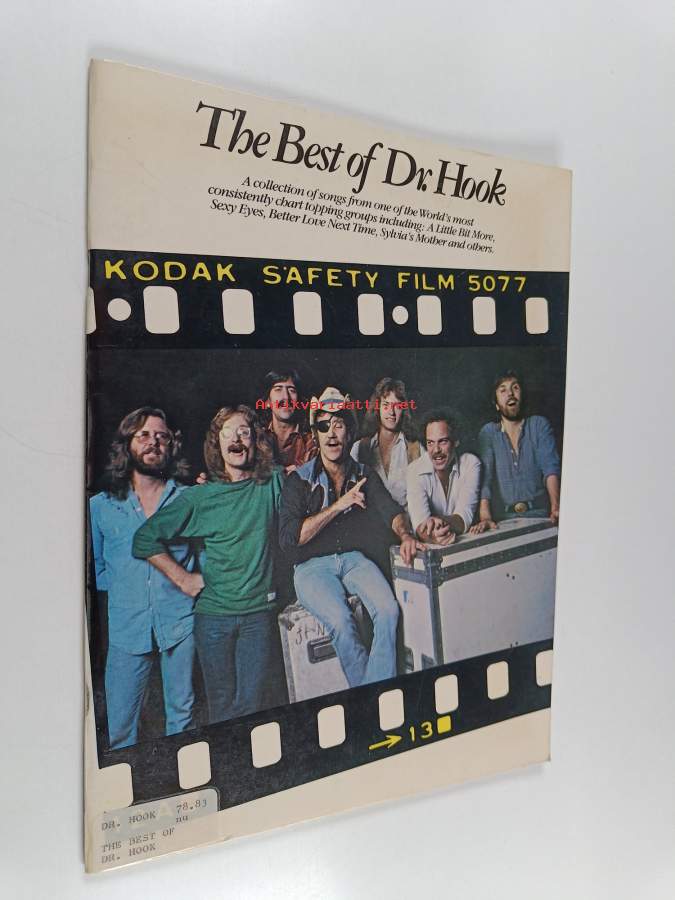 The Best of Dr. Hook
A collection of songs from one of the World's most
consistently chart topping groups including: A Little Bit More,
Sexy Eyes, Better Love Next Time, Sylvia's Mother and others.
KODAK SAFETY FILM 5077
Antikvariaatti.net
→13
DR. HOOK 78.83
nu
THE BEST OF
DR. HOOK